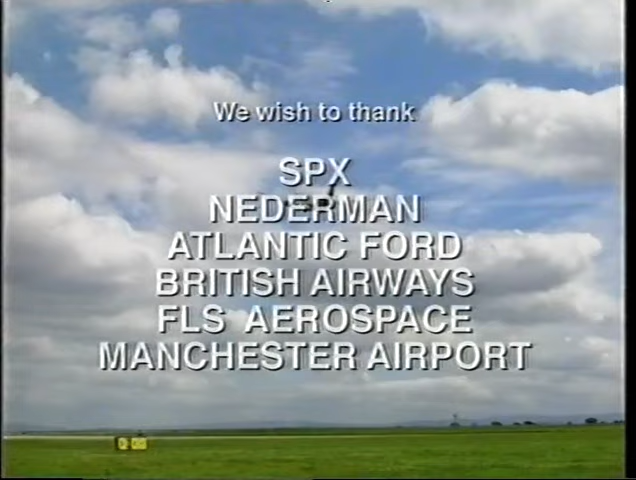 We wish to thank
SPX
NEDERMAN
ATLANTIC FORD
BRITISH AIRWAYS
FLS AEROSPACE
MANCHESTER AIRPORT